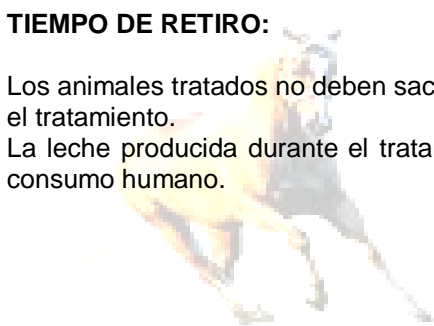 TIEMPO DE RETIRO:
Los animales tratados no deben sac
el tratamiento.
La leche producida durante el trata
consumo humano.